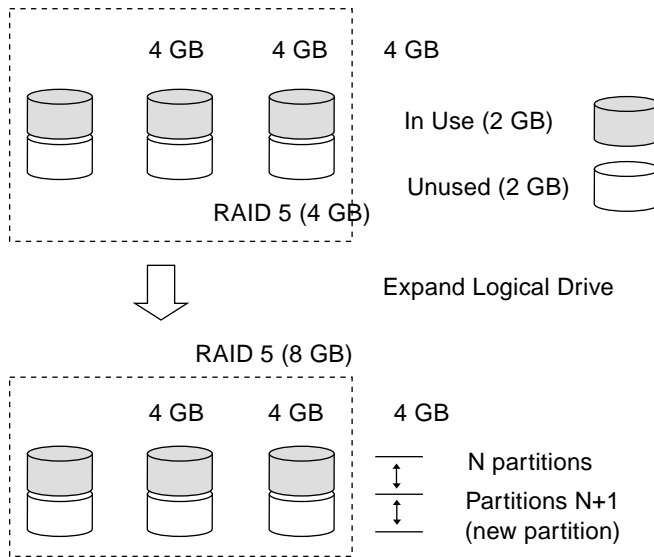 4 GB 4 GB 4 GB
In Use (2 GB)
Unused (2 GB)
RAID 5 (4 GB)
Expand Logical Drive
RAID 5 (8 GB)
4 GB 4 GB 4 GB
N partitions
Partitions N+1
(new partition)